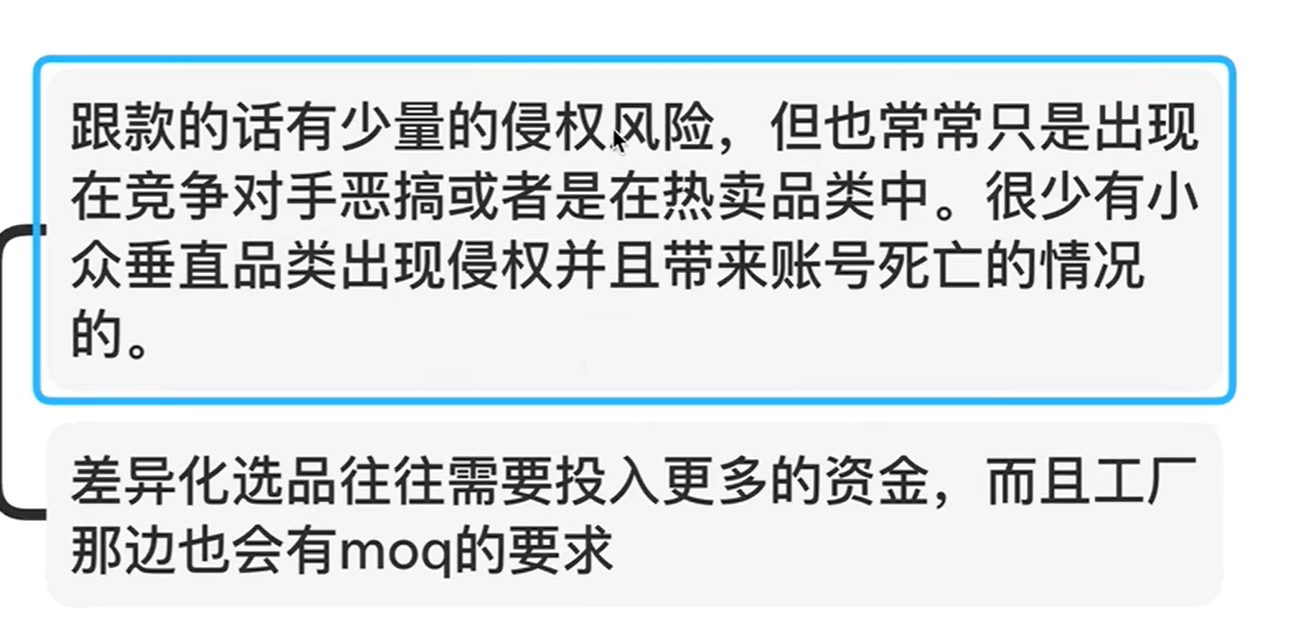 跟款的话有少量的侵权风险，但也常常只是出现
在竞争对手恶搞或者是在热卖品类中。很少有小
众垂直品类出现侵权并且带来账号死亡的情况
的。
差异化选品往往需要投入更多的资金，而且工厂
那边也会有moq的要求